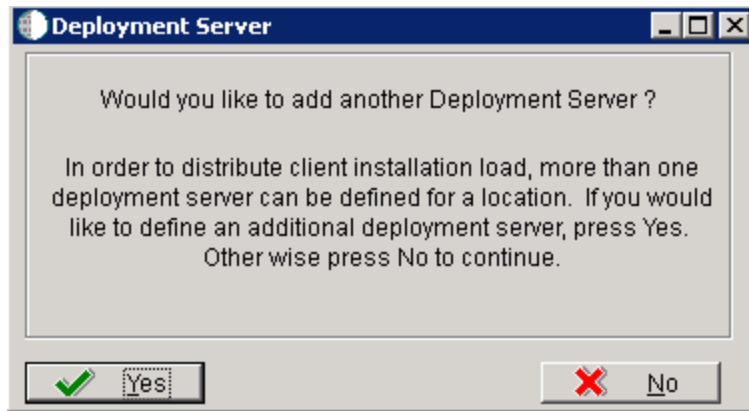 Deployment Server
Would you like to add another Deployment Server ?
In order to distribute client installation load, more than one
deployment server can be defined for a location.  If you would
like to define an additional deployment server, press Yes.
Other wise press No to continue.
Yes
No